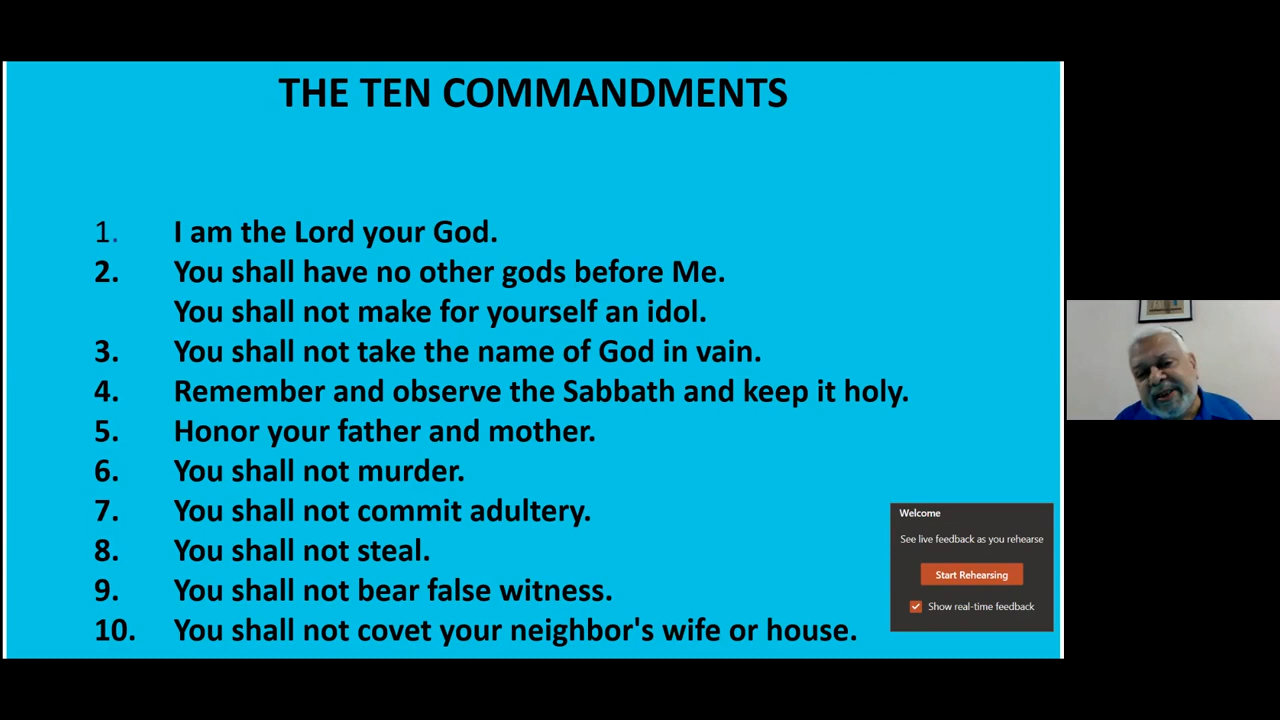 THE TEN COMMANDMENTS
1. I am the Lord your God.
2. You shall have no other gods before Me.
You shall not make for yourself an idol.
3. You shall not take the name of God in vain.
4. Remember and observe the Sabbath and keep it holy.
5. Honor your father and mother.
6. You shall not murder.
7. You shall not commit adultery.
8. You shall not steal.
9. You shall not bear false witness.
10. You shall not covet your neighbor's wife or house.
Welcome
See live feedback as you rehearse
Start Rehearsing
Show real-time feedback